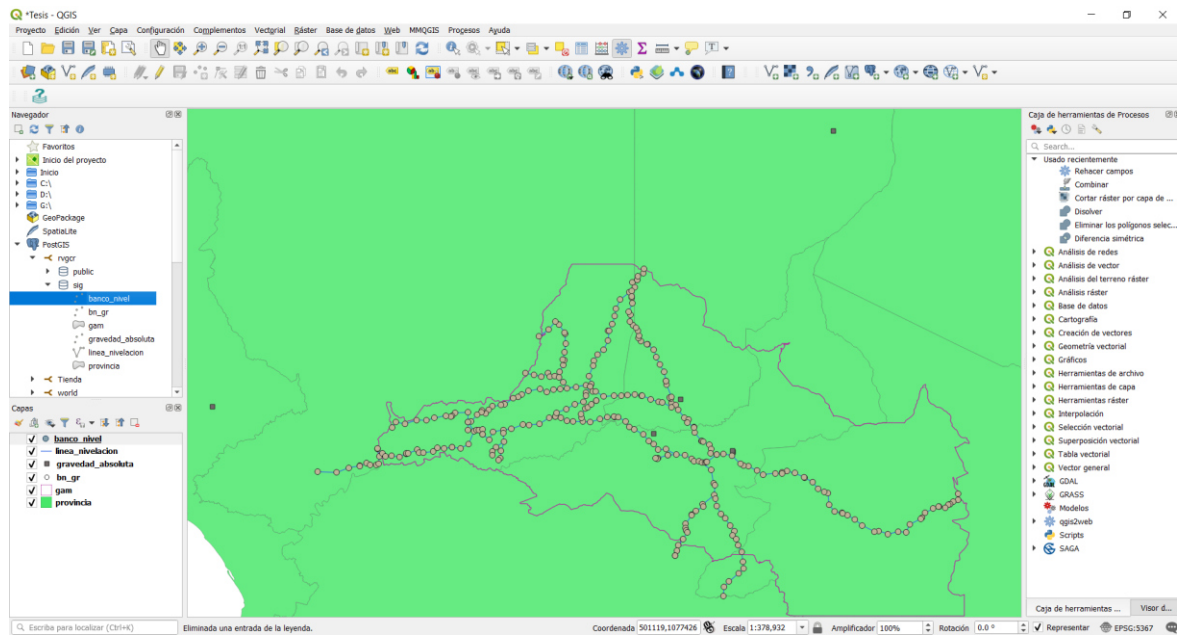 *Tesis - QGIS
Proyecto Edición Ver Capa Configuración Complementos Vectorial Ráster Base de datos Web MMQGIS Procesos Ayuda
Navegador
Favoritos
Inicio del proyecto
Inicio
C:\
D:\
G:\
GeoPackage
SpatiaLite
PostGIS
rvgcr
public
sig
banco_nivel
bn_gr
gam
gravedad_absoluta
linea_nivelacion
provincia
Tienda
world
Capas
banco_nivel
linea_nivelacion
gravedad_absoluta
bn_gr
gam
provincia
Caja de herramientas de Procesos
Search...
Usado recientemente
Rehacer campos
Combinar
Cortar ráster por capa de ...
Disolver
Eliminar los polígonos selec...
Diferencia simétrica
Análisis de redes
Análisis de vector
Análisis del terreno ráster
Análisis ráster
Base de datos
Cartografía
Creación de vectores
Geometría vectorial
Gráficos
Herramientas de archivo
Herramientas de capa
Herramientas ráster
Interpolación
Selección vectorial
Superposición vectorial
Tabla vectorial
Vector general
GDAL
GRASS
Modelos
qgis2web
Scripts
SAGA
Caja de herramientas ... Visor d...
Escriba para localizar (Ctrl+K) Eliminada una entrada de la leyenda. Coordenada 501119,1077426 Escala 1:378,932 Amplificador 100% Rotación 0.0 ° Representar EPSG:5367